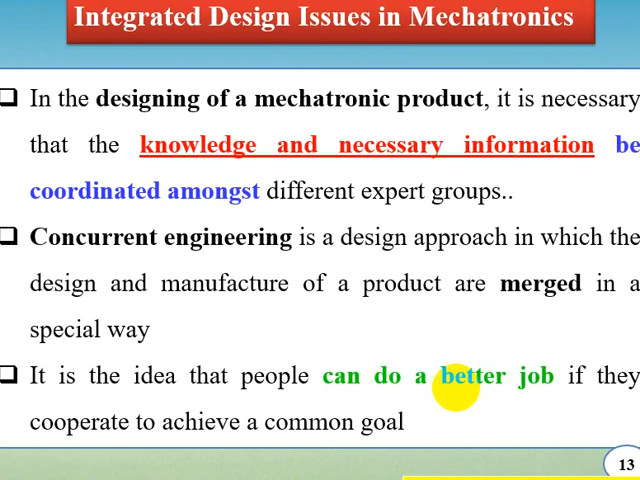 Integrated Design Issues in Mechatronics
❑ In the designing of a mechatronic product, it is necessary
that the knowledge and necessary information be
coordinated amongst different expert groups..
❑ Concurrent engineering is a design approach in which the
design and manufacture of a product are merged in a
special way
❑ It is the idea that people can do a better job if they
cooperate to achieve a common goal
13